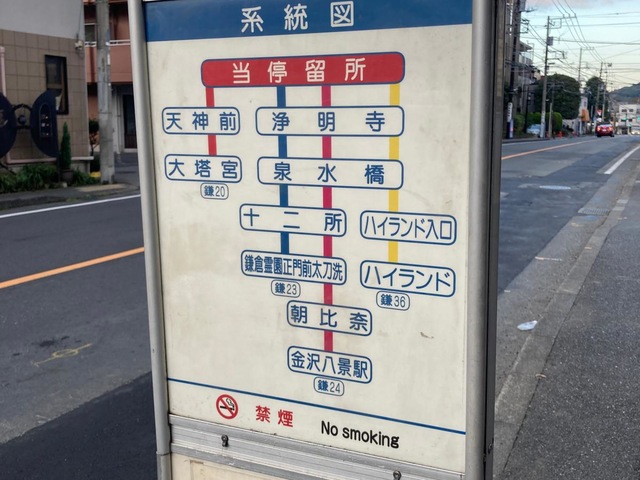 系統図
当停留所
天神前 浄明寺
大塔宮 泉水橋
鎌20
十二所 ハイランド入口
鎌倉霊園正門前太刀洗 ハイランド
鎌23 鎌36
朝比奈
金沢八景駅
鎌24
禁煙 No smoking